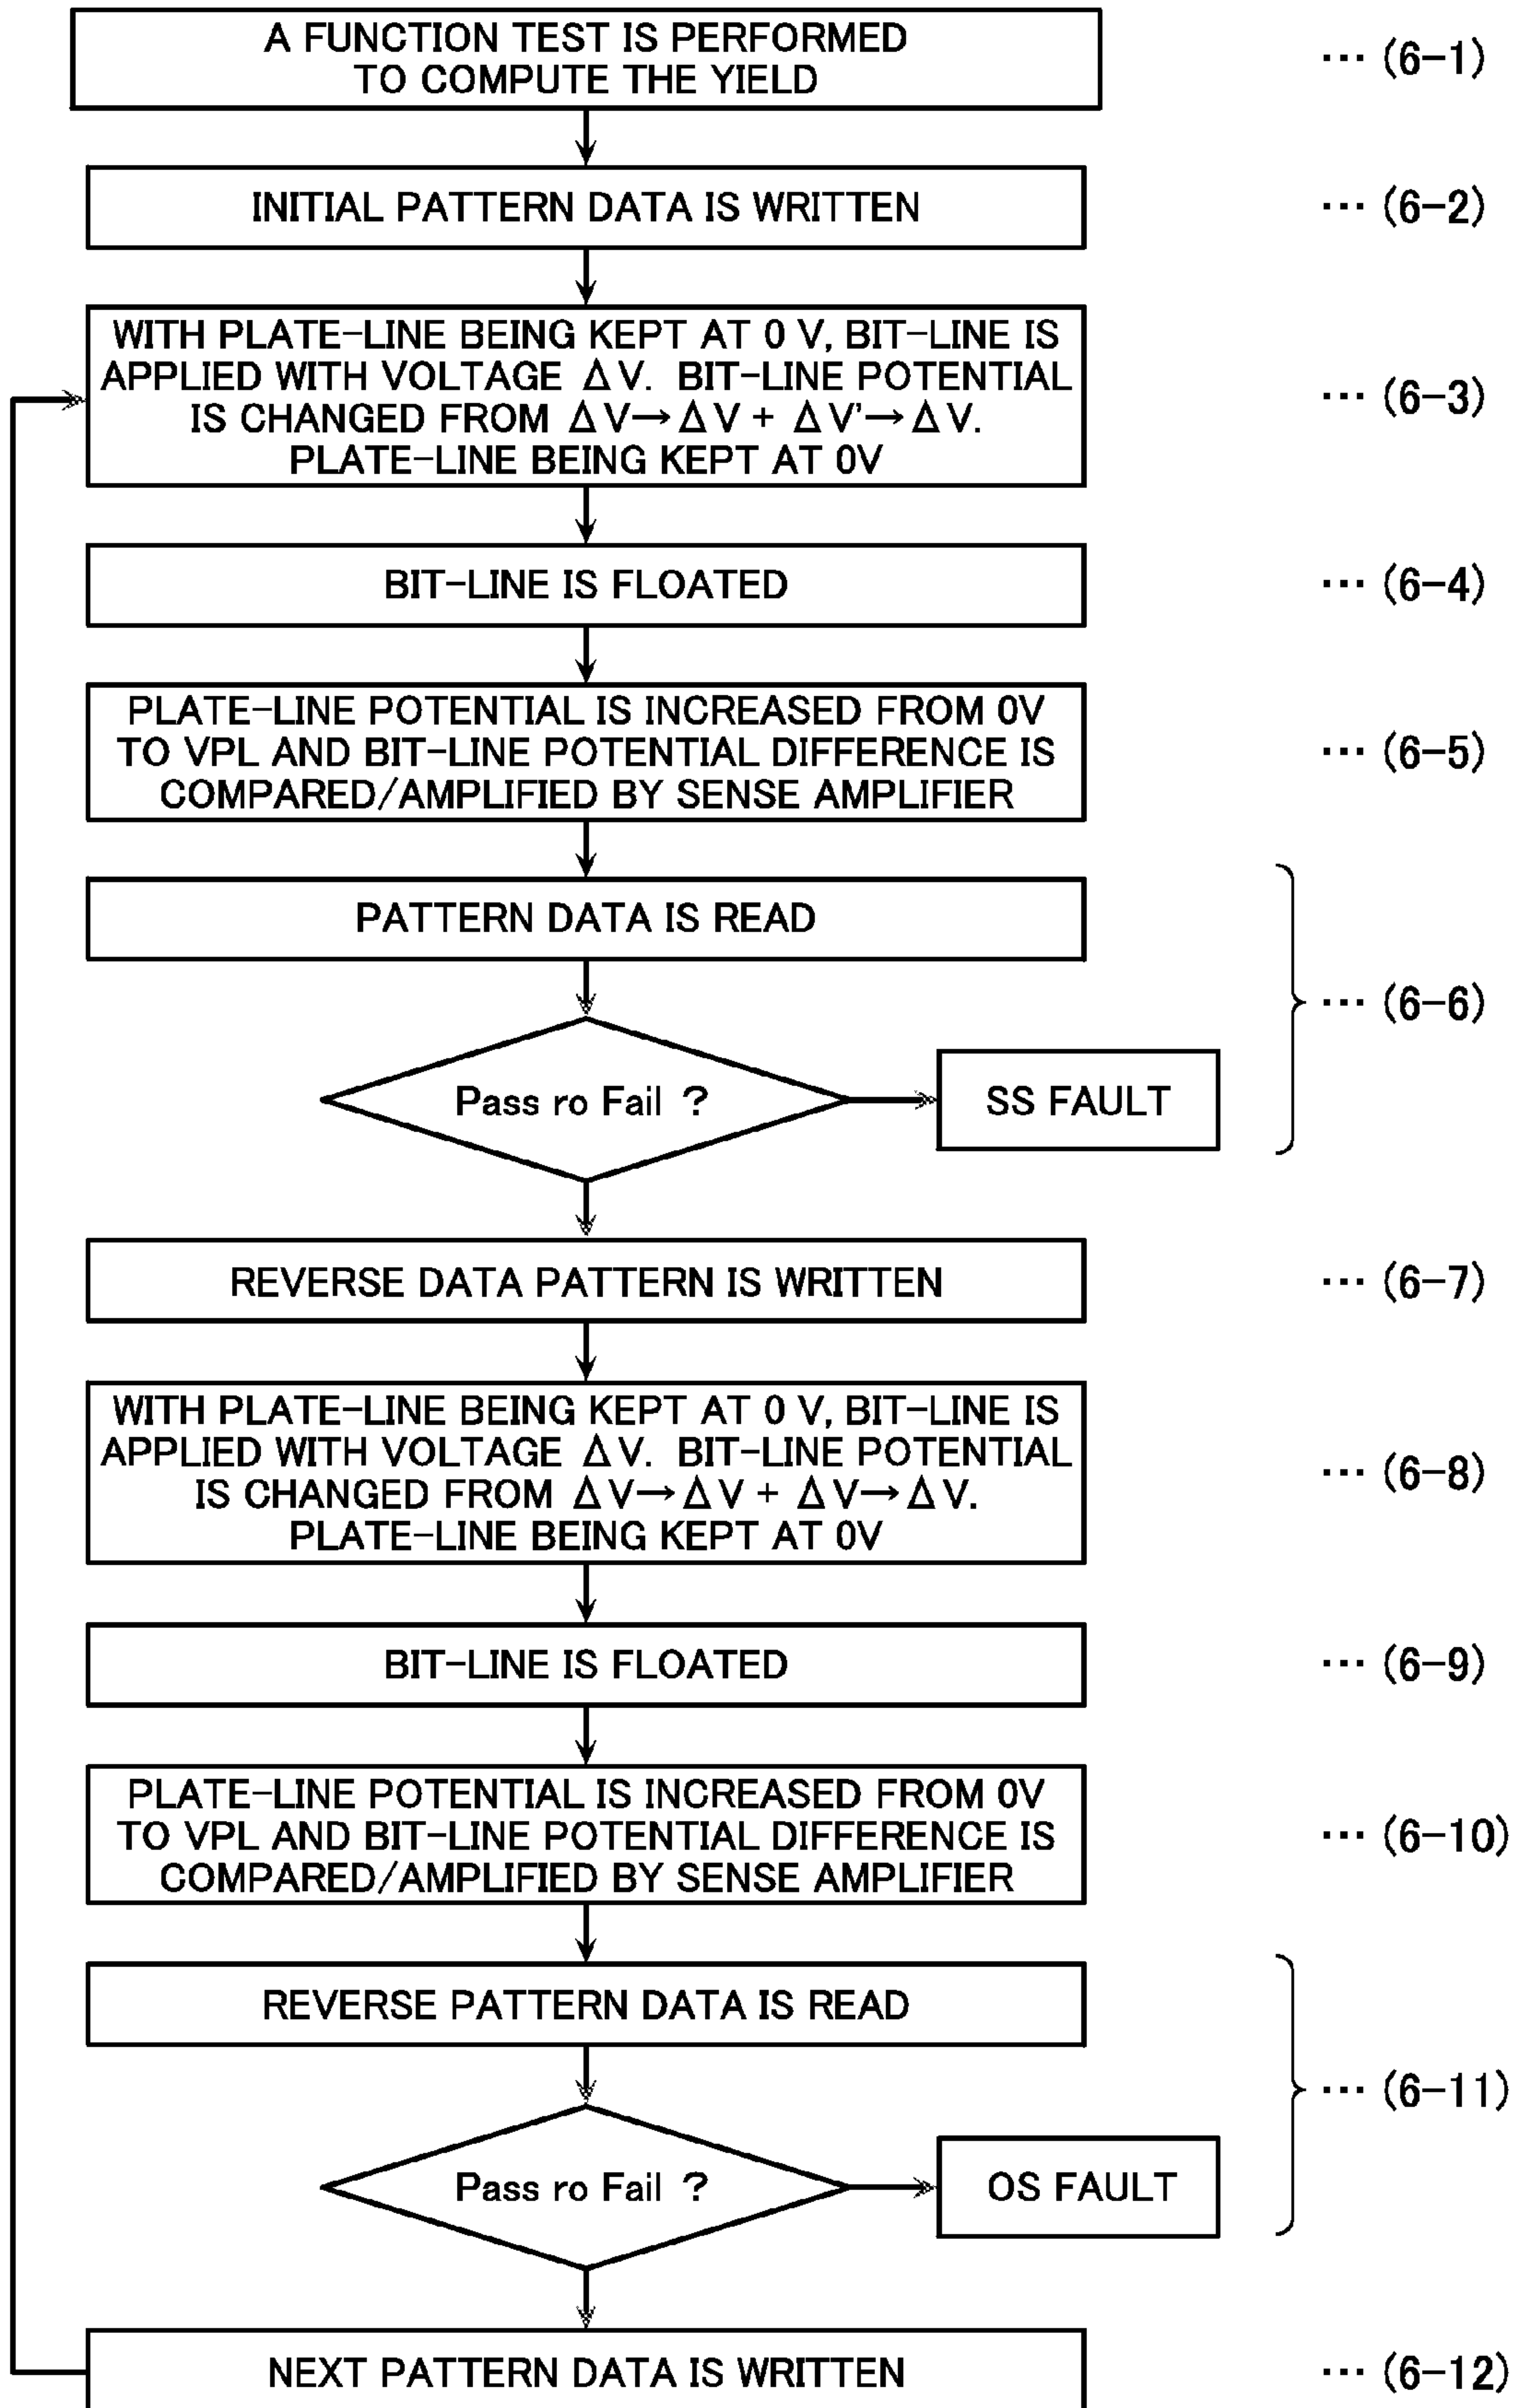 A FUNCTION TEST IS PERFORMED
TO COMPUTE THE YIELD
··· (6-1)
INITIAL PATTERN DATA IS WRITTEN
··· (6-2)
WITH PLATE-LINE BEING KEPT AT 0 V, BIT-LINE IS
APPLIED WITH VOLTAGE ΔV. BIT-LINE POTENTIAL
IS CHANGED FROM ΔV→ΔV + ΔV'→ΔV.
PLATE-LINE BEING KEPT AT 0V
··· (6-3)
BIT-LINE IS FLOATED
··· (6-4)
PLATE-LINE POTENTIAL IS INCREASED FROM 0V
TO VPL AND BIT-LINE POTENTIAL DIFFERENCE IS
COMPARED/AMPLIFIED BY SENSE AMPLIFIER
··· (6-5)
PATTERN DATA IS READ
Pass ro Fail ?
SS FAULT
··· (6-6)
REVERSE DATA PATTERN IS WRITTEN
··· (6-7)
WITH PLATE-LINE BEING KEPT AT 0 V, BIT-LINE IS
APPLIED WITH VOLTAGE ΔV. BIT-LINE POTENTIAL
IS CHANGED FROM ΔV→ΔV + ΔV→ΔV.
PLATE-LINE BEING KEPT AT 0V
··· (6-8)
BIT-LINE IS FLOATED
··· (6-9)
PLATE-LINE POTENTIAL IS INCREASED FROM 0V
TO VPL AND BIT-LINE POTENTIAL DIFFERENCE IS
COMPARED/AMPLIFIED BY SENSE AMPLIFIER
··· (6-10)
REVERSE PATTERN DATA IS READ
Pass ro Fail ?
OS FAULT
··· (6-11)
NEXT PATTERN DATA IS WRITTEN
··· (6-12)